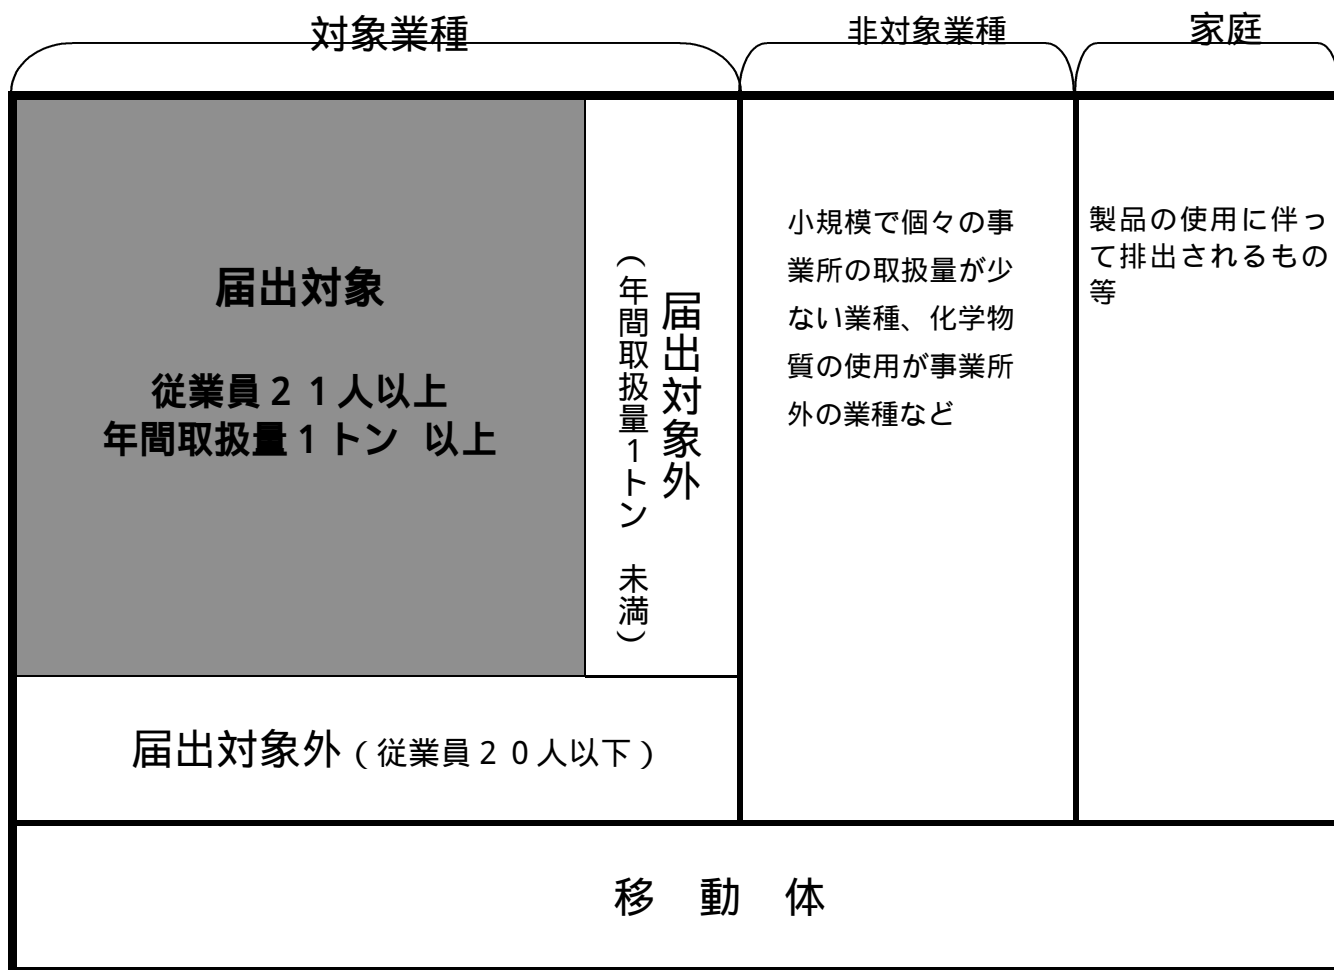 対象業種
非対象業種
家庭
届出対象
従業員２１人以上
年間取扱量１トン 以上
届出対象外
（年間取扱量１トン 未満）
小規模で個々の事
業所の取扱量が少
ない業種、化学物
質の使用が事業所
外の業種など
製品の使用に伴っ
て排出されるもの
等
届出対象外（従業員２０人以下）
移 動 体